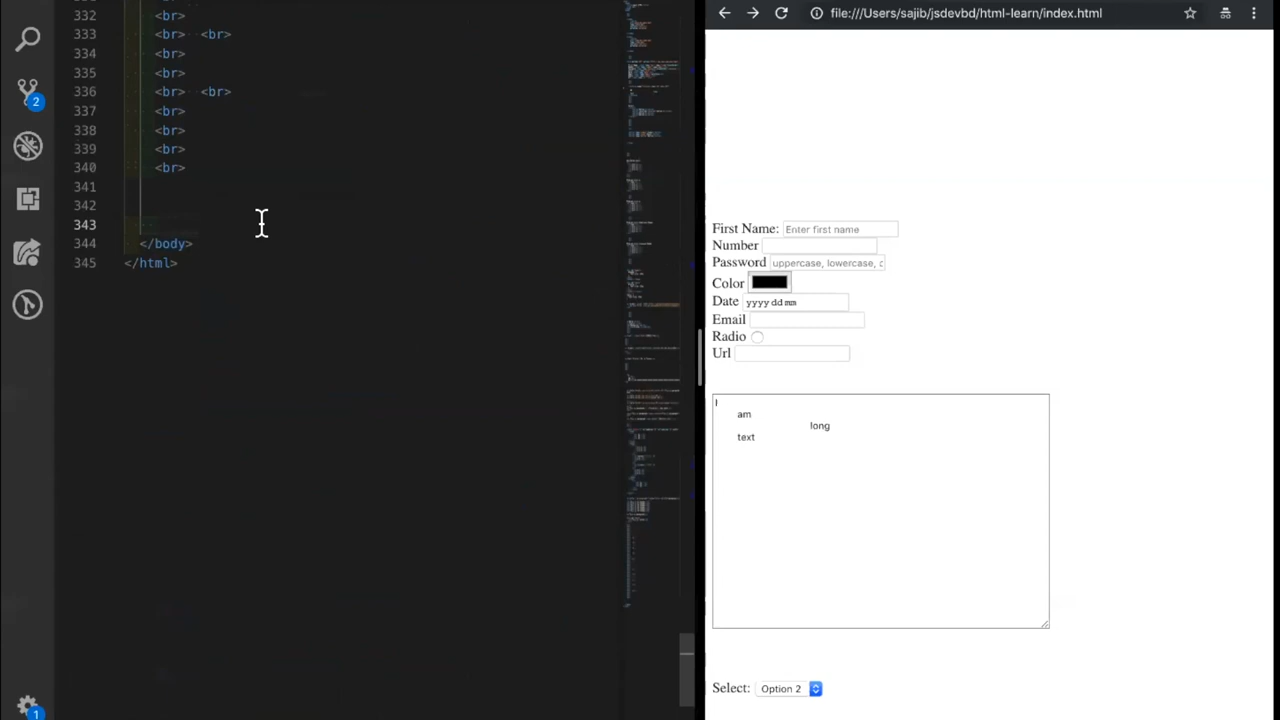 332 <br>
333 <br> <br>
334 <br>
335 <br>
336 <br> <br>
337 <br>
338 <br>
339 <br>
340 <br>
341
342
343
344 </body>
345 </html>
2
1
file:///Users/sajib/jsdevbd/html-learn/index.html
First Name: Enter first name
Number
Password uppercase, lowercase,
Color
Date yyyy dd mm
Email
Radio
Url
I
am
long
text
Select: Option 2